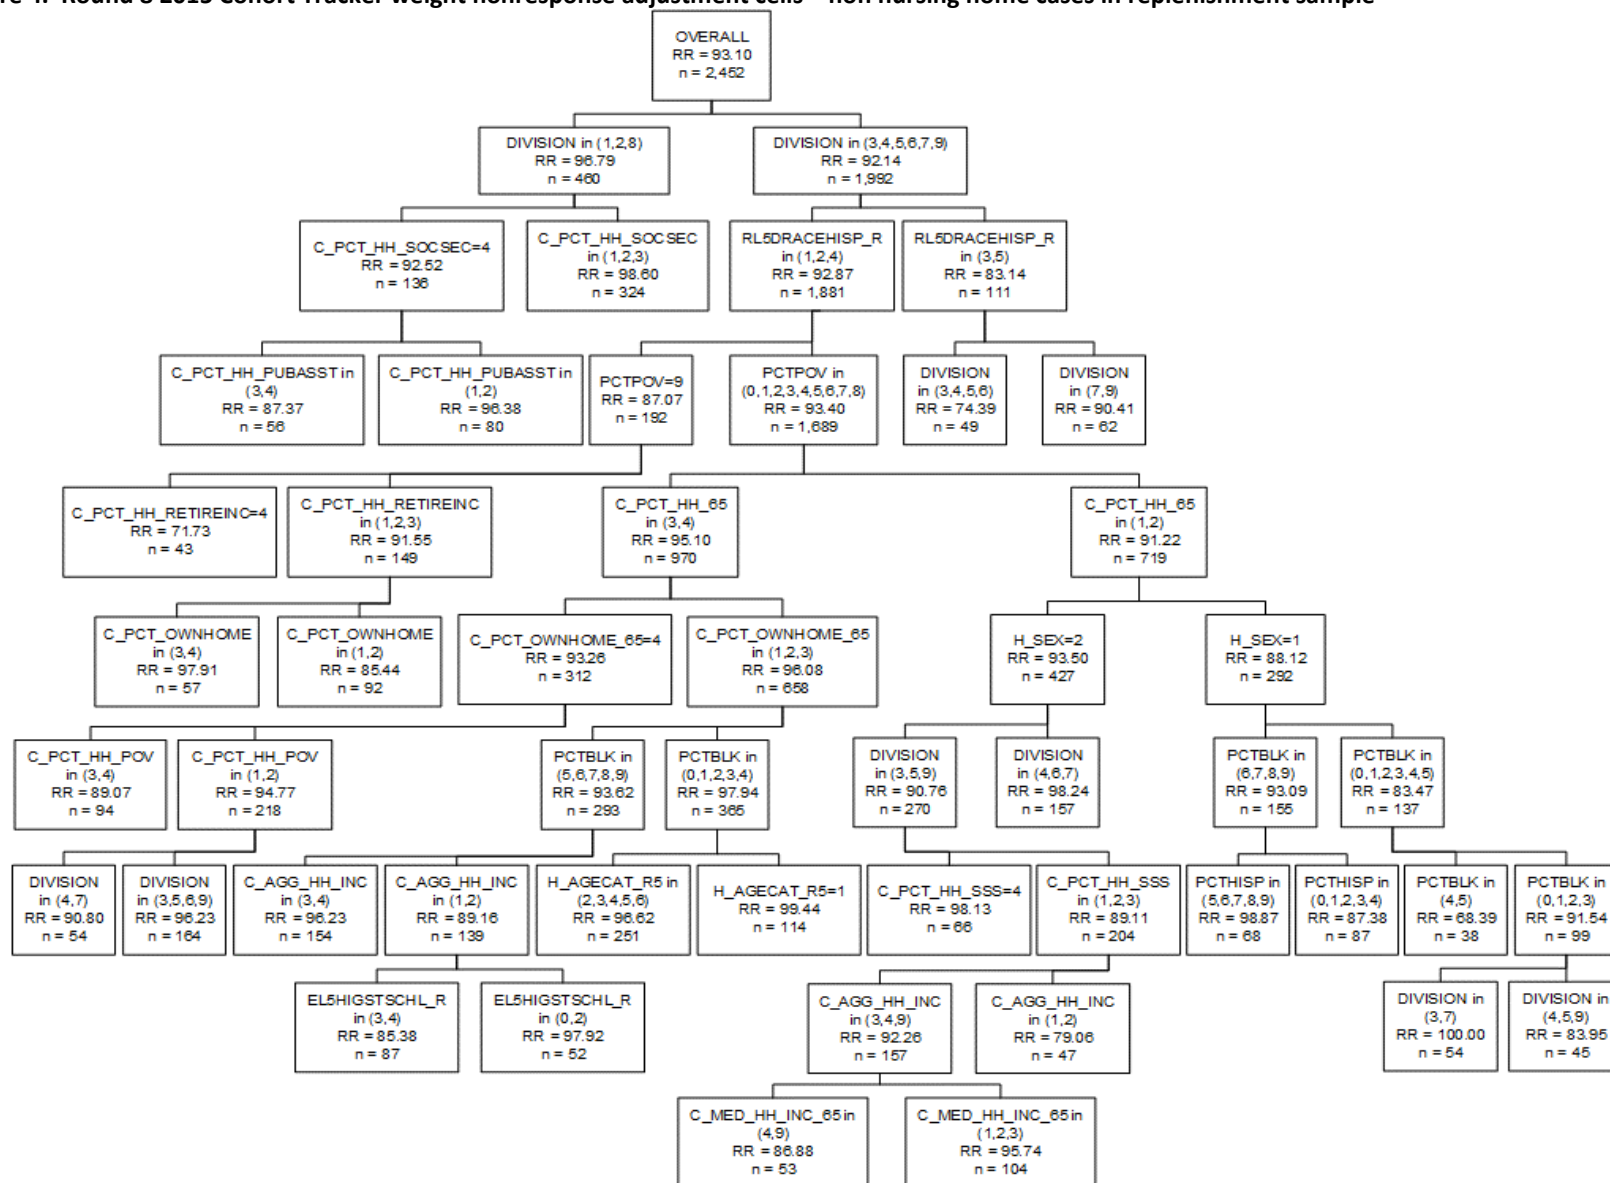 re 4. Round 8 2015 Cohort Tracker weight nonresponse adjustment cells – non nursing home cases in replenishment sample
OVERALL
RR = 93.10
n = 2,452
DIVISION in (1,2,8)
RR = 96.79
n = 460
DIVISION in (3,4,5,6,7,9)
RR = 92.14
n = 1,992
C_PCT_HH_SOCSEC=4
RR = 92.52
n = 136
C_PCT_HH_SOCSEC
in (1,2,3)
RR = 98.60
n = 324
RL5DRACEHISP_R
in (1,2,4)
RR = 92.87
n = 1,881
RL5DRACEHISP_R
in (3,5)
RR = 83.14
n = 111
C_PCT_HH_PUBASST in
(3,4)
RR = 87.37
n = 56
C_PCT_HH_PUBASST in
(1,2)
RR = 96.38
n = 80
PCTPOV=9
RR = 87.07
n = 192
PCTPOV in
(0,1,2,3,4,5,6,7,8)
RR = 93.40
n = 1,689
DIVISION
in (3,4,5,6)
RR = 74.39
n = 49
DIVISION
in (7,9)
RR = 90.41
n = 62
C_PCT_HH_RETIREINC=4
RR = 71.73
n = 43
C_PCT_HH_RETIREINC
in (1,2,3)
RR = 91.55
n = 149
C_PCT_HH_65
in (3,4)
RR = 95.10
n = 970
C_PCT_HH_65
in (1,2)
RR = 91.22
n = 719
C_PCT_OWNHOME
in (3,4)
RR = 97.91
n = 57
C_PCT_OWNHOME
in (1,2)
RR = 85.44
n = 92
C_PCT_OWNHOME_65=4
RR = 93.26
n = 312
C_PCT_OWNHOME_65
in (1,2,3)
RR = 96.08
n = 658
H_SEX=2
RR = 93.50
n = 427
H_SEX=1
RR = 88.12
n = 292
C_PCT_HH_POV
in (3,4)
RR = 89.07
n = 94
C_PCT_HH_POV
in (1,2)
RR = 94.77
n = 218
PCTBLK in
(5,6,7,8,9)
RR = 93.62
n = 293
PCTBLK in
(0,1,2,3,4)
RR = 97.94
n = 365
DIVISION
in (3,5,9)
RR = 90.76
n = 270
DIVISION
in (4,6,7)
RR = 98.24
n = 157
PCTBLK in
(6,7,8,9)
RR = 93.09
n = 155
PCTBLK in
(0,1,2,3,4,5)
RR = 83.47
n = 137
DIVISION
in (4,7)
RR = 90.80
n = 54
DIVISION
in (3,5,6,9)
RR = 96.23
n = 164
C_AGG_HH_INC
in (3,4)
RR = 96.23
n = 154
C_AGG_HH_INC
in (1,2)
RR = 89.16
n = 139
H_AGECAT_R5 in
(2,3,4,5,6)
RR = 96.62
n = 251
H_AGECAT_R5=1
RR = 99.44
n = 114
C_PCT_HH_SSS=4
RR = 98.13
n = 66
C_PCT_HH_SSS
in (1,2,3)
RR = 89.11
n = 204
PCTHISP in
(5,6,7,8,9)
RR = 98.87
n = 68
PCTHISP in
(0,1,2,3,4)
RR = 87.38
n = 87
PCTBLK in
(4,5)
RR = 68.39
n = 38
PCTBLK in
(0,1,2,3)
RR = 91.54
n = 99
EL5HIGSTSCHL_R
in (3,4)
RR = 85.38
n = 87
EL5HIGSTSCHL_R
in (0,2)
RR = 97.92
n = 52
C_AGG_HH_INC
in (3,4,9)
RR = 92.26
n = 157
C_AGG_HH_INC
in (1,2)
RR = 79.06
n = 47
DIVISION in
(3,7)
RR = 100.00
n = 54
DIVISION in
(4,5,9)
RR = 83.95
n = 45
C_MED_HH_INC_65 in
(4,9)
RR = 86.88
n = 53
C_MED_HH_INC_65 in
(1,2,3)
RR = 95.74
n = 104